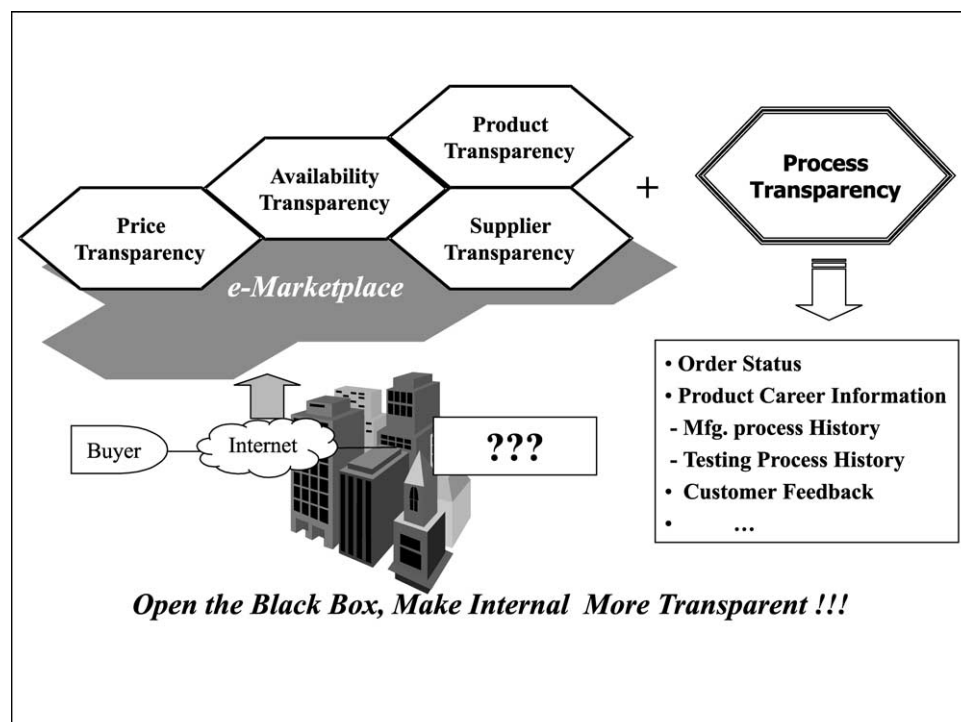 Product
Transparency
Availability
Transparency
Price
Transparency
Supplier
Transparency
+
Process
Transparency
e-Marketplace
• Order Status
• Product Career Information
- Mfg. process History
- Testing Process History
• Customer Feedback
• ...
Buyer
Internet
???
Open the Black Box, Make Internal More Transparent !!!